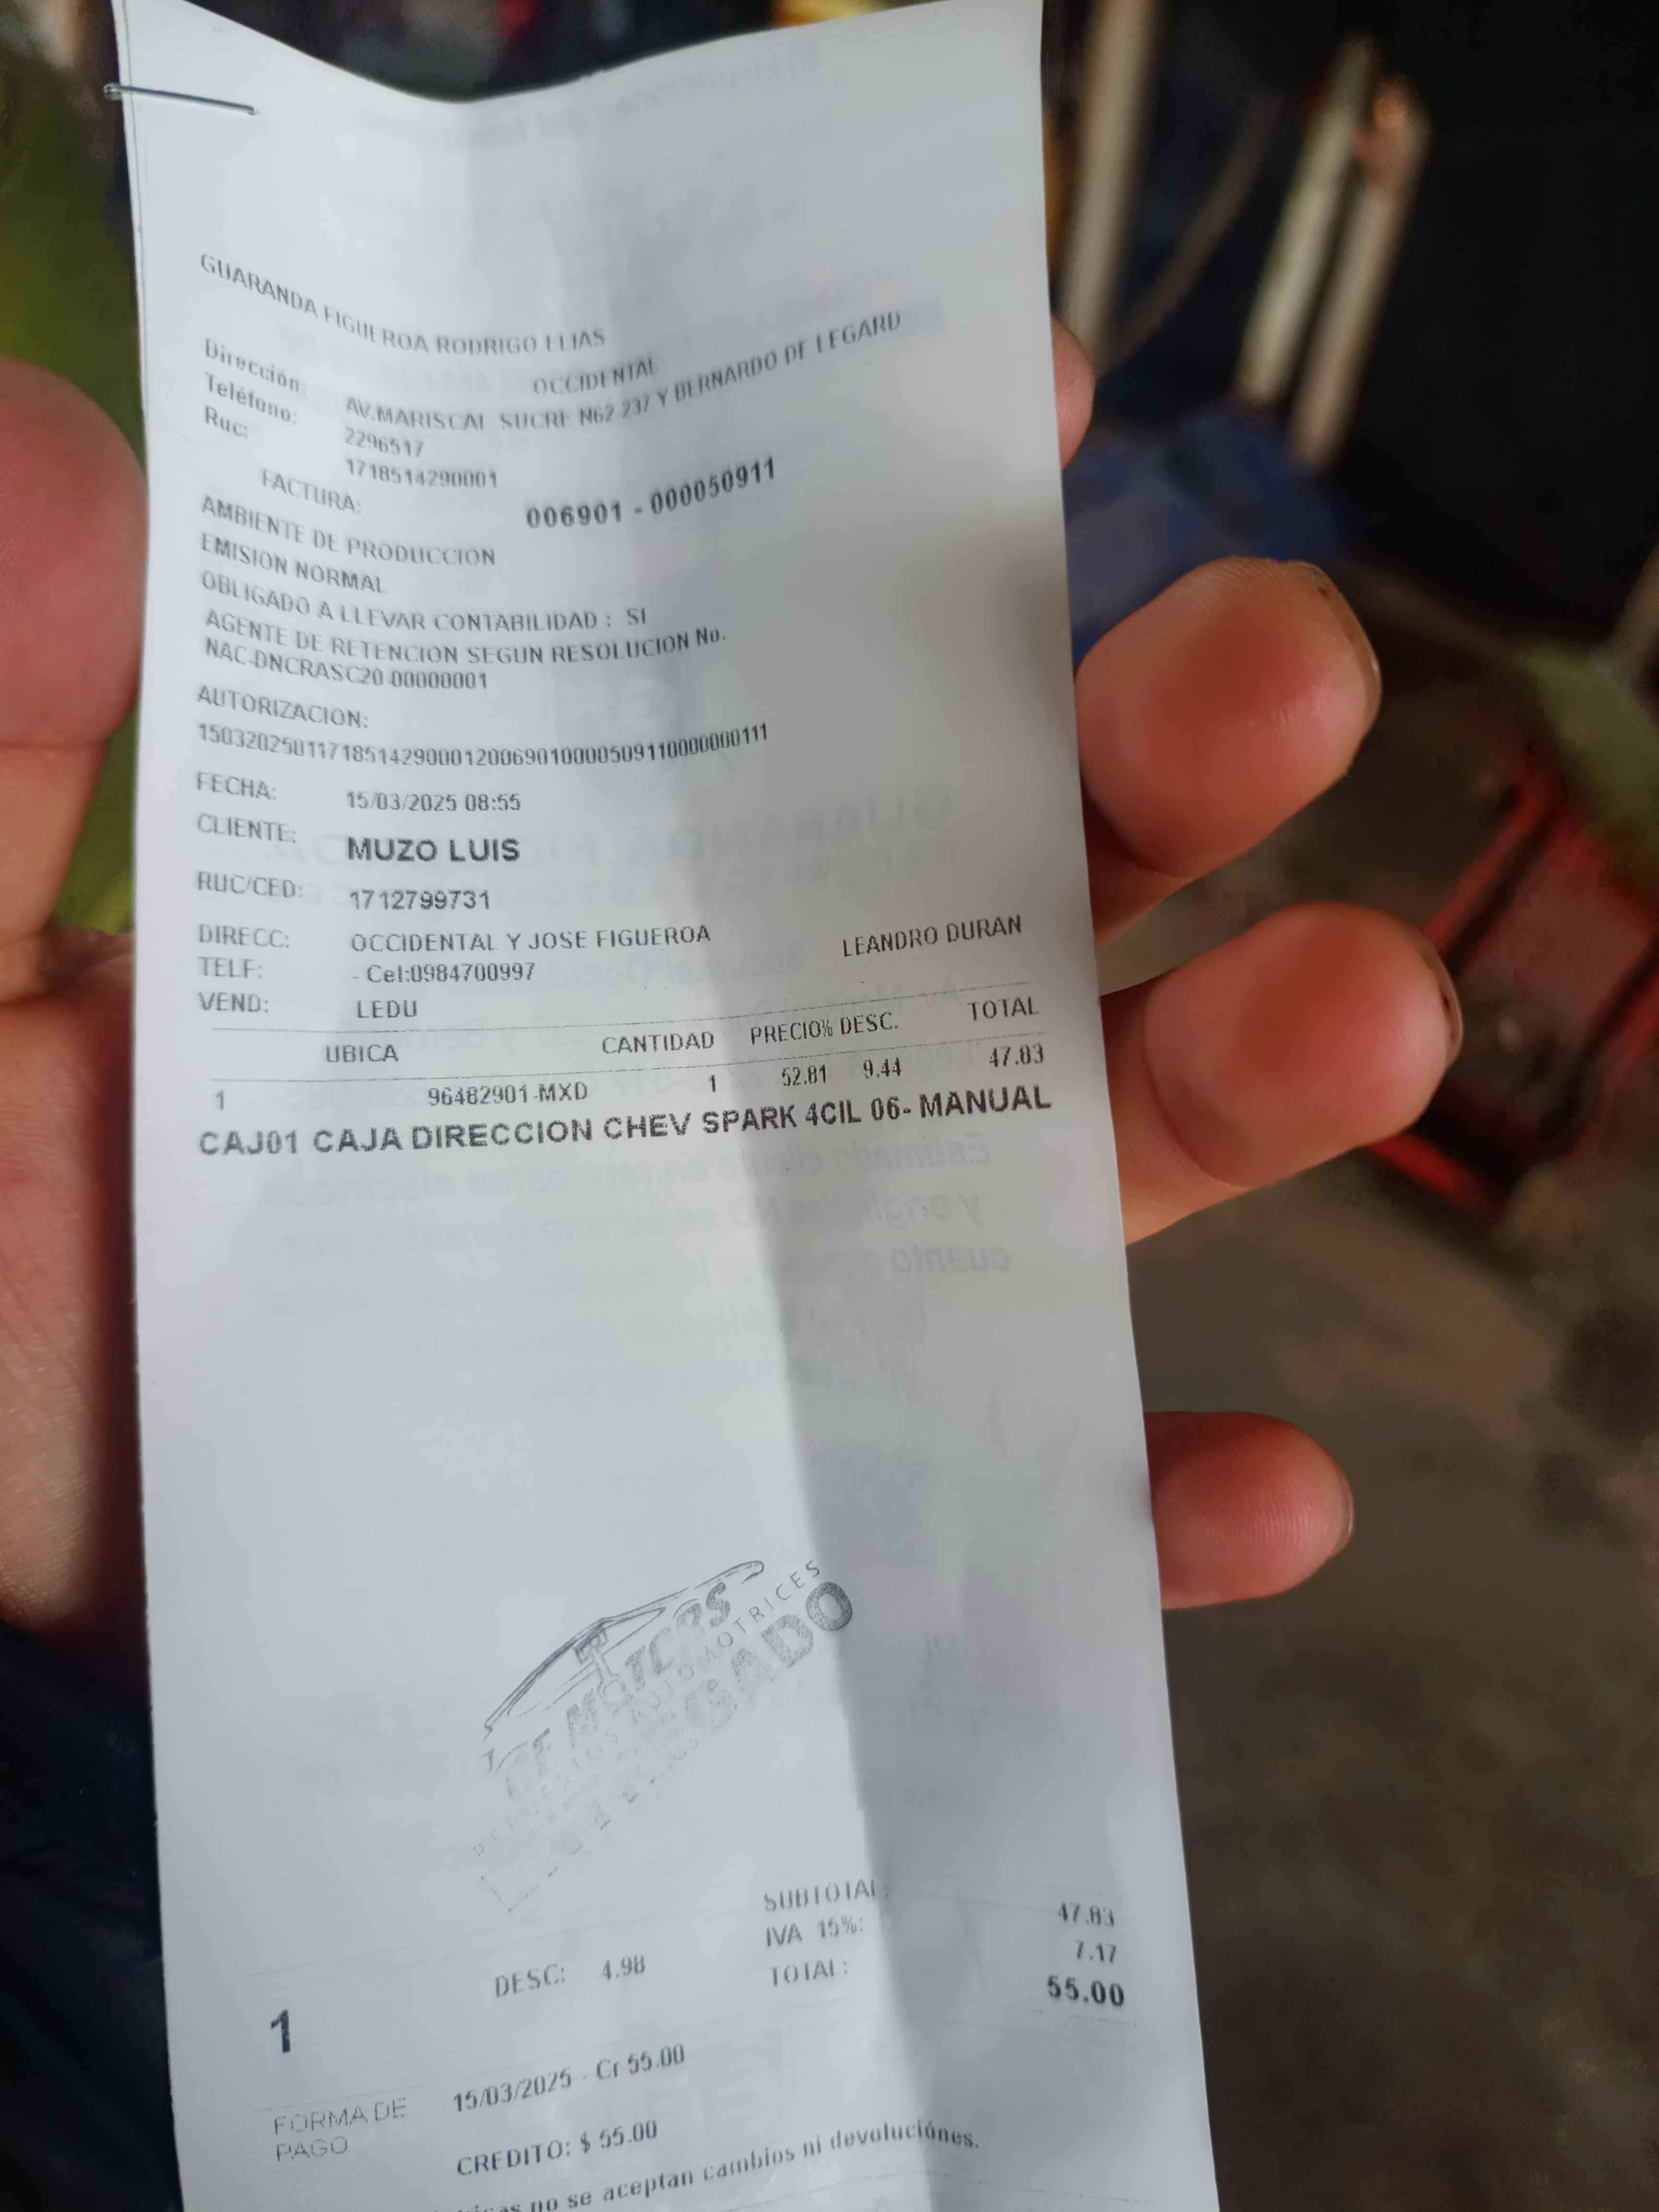 GUARANDA FIGUEROA RODRIGO ELIAS
OCCIDENTAL
Dirección: AV.MARISCAL SUCRE N62-237 Y BERNARDO DE LEGARD
Teléfono: 2296517
Ruc: 1718514290001
FACTURA: 006901 - 000050911
AMBIENTE DE PRODUCCION
EMISION NORMAL
OBLIGADO A LLEVAR CONTABILIDAD : SI
AGENTE DE RETENCION SEGUN RESOLUCION No.
NAC-DNCRASC20-00000001
AUTORIZACION:
1503202501171851429000120069010000509110000000111
FECHA: 15/03/2025 08:55
CLIENTE: MUZO LUIS
RUC/CED: 1712799731
DIRECC: OCCIDENTAL Y JOSE FIGUEROA
TELF: - Cel:0984700997 LEANDRO DURAN
VEND: LEDU
UBICA CANTIDAD PRECIO% DESC. TOTAL
1 96482901-MXD 1 52.81 9.44 47.83
CAJ01 CAJA DIRECCION CHEV SPARK 4CIL 06- MANUAL
GF MOTORS
REPUESTOS AUTOMOTRICES
SUBTOTAL: 47.83
IVA 15%: 7.17
DESC: 4.98 TOTAL: 55.00
1
FORMA DE PAGO 15/03/2025 - Cr 55.00
CREDITO: $ 55.00
no se aceptan cambios ni devoluciónes.